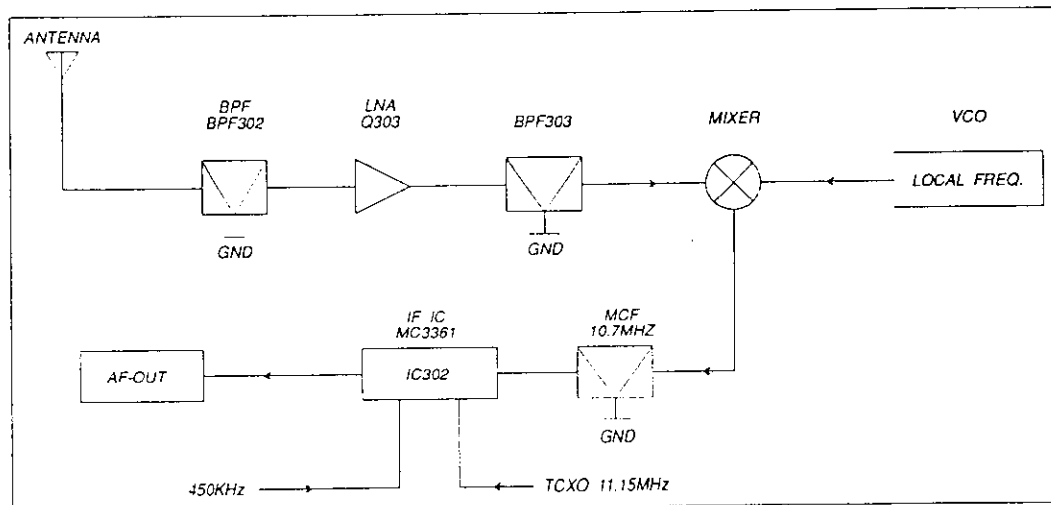 ANTENNA
BPF
BPF302
LNA
Q303
BPF303
MIXER
VCO
LOCAL FREQ.
GND
GND
IF IC
MC3361
MCF
10.7MHZ
AF-OUT
IC302
GND
450KHz
TCXO 11.15MHz